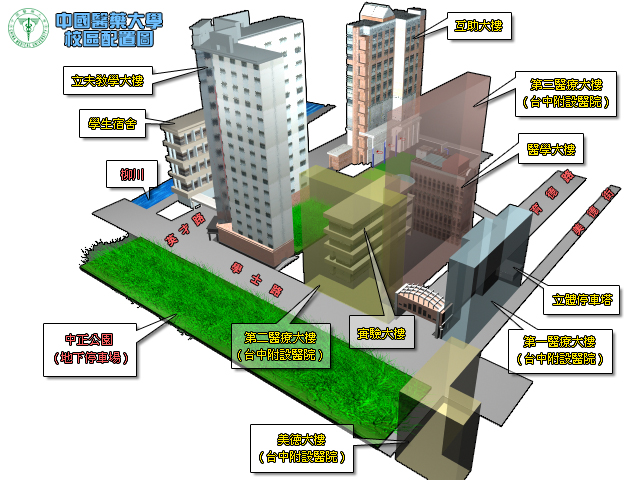 中國醫藥大學
校區配置圖
互助大樓
立夫教學大樓
第三醫療大樓
(台中附設醫院)
學生宿舍
醫學大樓
柳川
育德路
美德街
英才路
學士路
立體停車塔
中正公園
(地下停車場)
第二醫療大樓
(台中附設醫院)
實驗大樓
第一醫療大樓
(台中附設醫院)
美德大樓
(台中附設醫院)